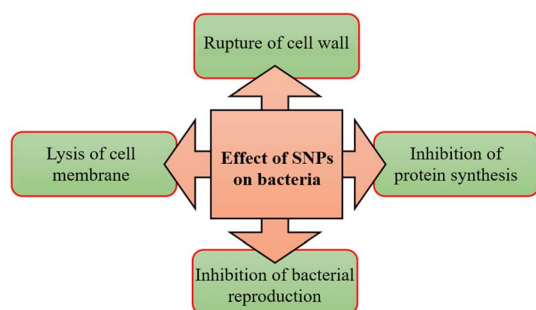 Rupture of cell wall
Lysis of cell
membrane
Effect of SNPs
on bacteria
Inhibition of
protein synthesis
Inhibition of bacterial
reproduction